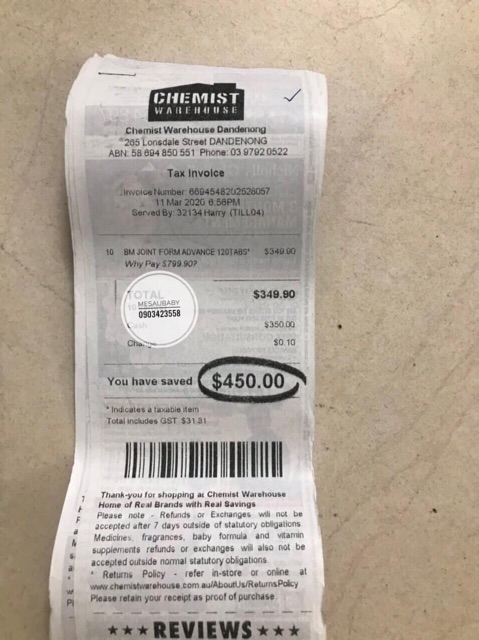 CHEMIST
WAREHOUSE
Chemist Warehouse Dandenong
265 Lonsdale Street DANDENONG
ABN: 58 694 850 551 Phone: 03 9792 0522
Tax Invoice
Invoice Number: 6694548202528057
11 Mar 2020 6:56PM
Served By: 32134 Harry (TILL04)
10 BM JOINT FORM ADVANCE 120TABS* $349.90
Why Pay $799.90?
TOTAL $349.90
10
MESAUBABY
0903423558
Cash $350.00
Change $0.10
You have saved $450.00
* Indicates a taxable item
Total includes GST $31.81
Thank-you for shopping at Chemist Warehouse
Home of Real Brands with Real Savings
Please note - Refunds or Exchanges will not be
accepted after 7 days outside of statutory obligations.
Medicines, fragrances, baby formula and vitamin
supplements refunds or exchanges will also not be
accepted outside normal statutory obligations.
* Returns Policy - refer in-store or online at
www.chemistwarehouse.com.au/AboutUs/ReturnsPolicy
Please retain your receipt as proof of purchase.
★★★ REVIEWS ★★★